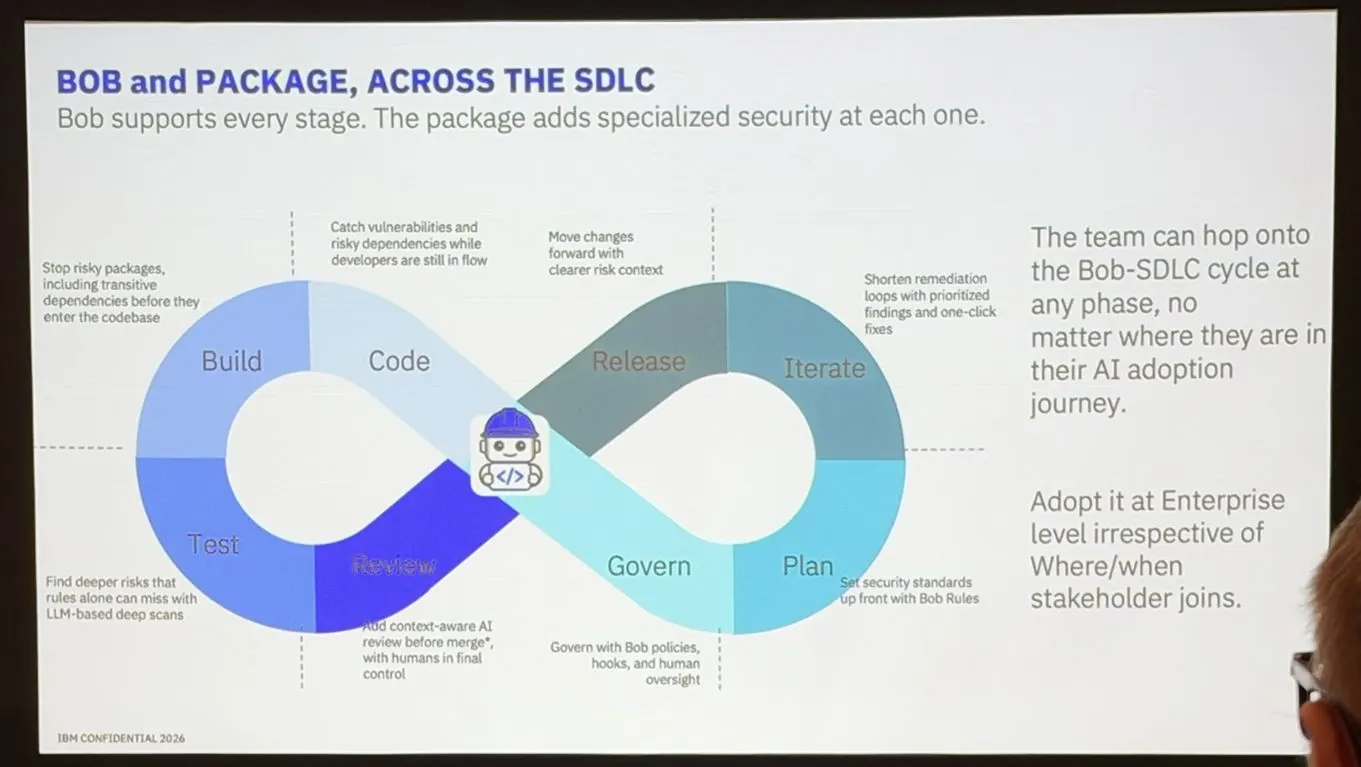 BOB and PACKAGE, ACROSS THE SDLC
Bob supports every stage. The package adds specialized security at each one.
Stop risky packages,
including transitive
dependencies before they
enter the codebase
Catch vulnerabilities and
risky dependencies while
developers are still in flow
Move changes
forward with
clearer risk context
Shorten remediation
loops with prioritized
findings and one-click
fixes
Build
Code
Release
Iterate
</>
Test
Review
Govern
Plan
Find deeper risks that
rules alone can miss with
LLM-based deep scans
Add context-aware AI
review before merge*,
with humans in final
control
Govern with Bob policies,
hooks, and human
oversight
Set security standards
up front with Bob Rules
The team can hop onto
the Bob-SDLC cycle at
any phase, no
matter where they are in
their AI adoption
journey.
Adopt it at Enterprise
level irrespective of
Where/when
stakeholder joins.
IBM CONFIDENTIAL 2026